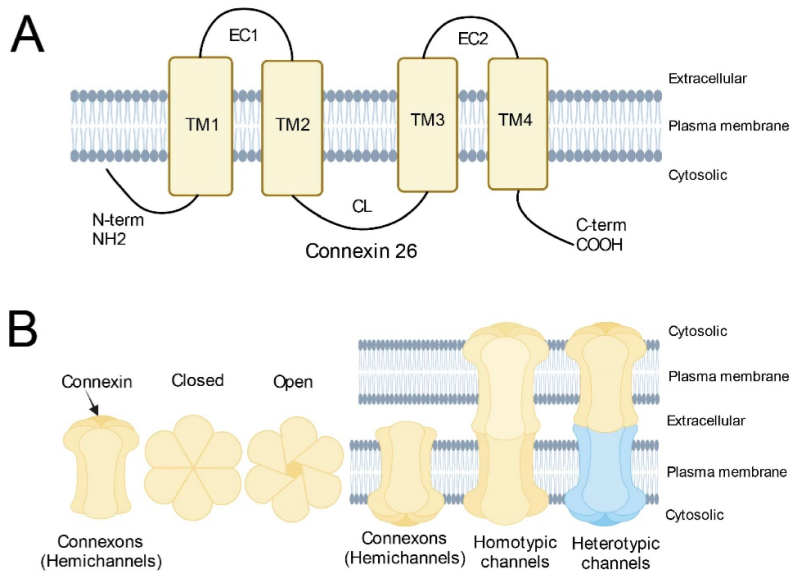 A
EC1
EC2
Extracellular
TM1
TM2
TM3
TM4
Plasma membrane
Cytosolic
N-term
NH2
CL
C-term
COOH
Connexin 26
B
Connexin
Closed
Open
Cytosolic
Plasma membrane
Extracellular
Plasma membrane
Cytosolic
Connexons
(Hemichannels)
Connexons
(Hemichannels)
Homotypic
channels
Heterotypic
channels